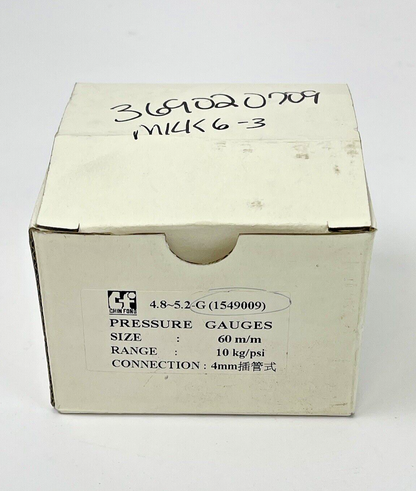 369020709
M14K6-3
CHIN FONG
4.8~5.2-G (1549009)
PRESSURE GAUGES
SIZE : 60 m/m
RANGE : 10 kg/psi
CONNECTION : 4mm插管式